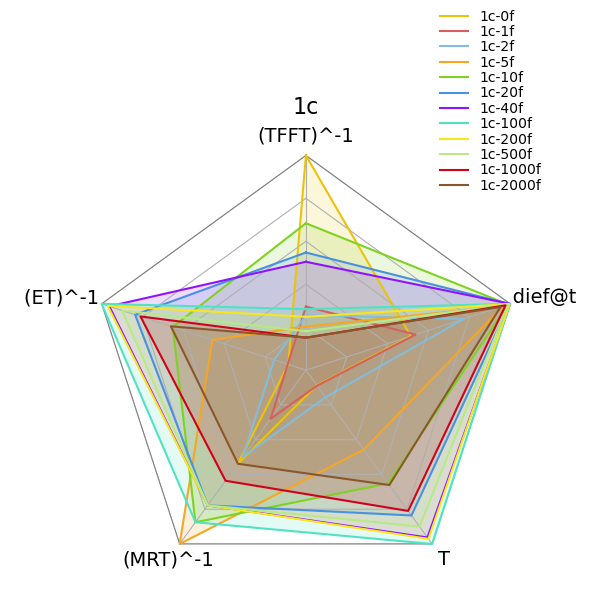 1c-0f
1c-1f
1c-2f
1c-5f
1c-10f
1c-20f
1c-40f
1c-100f
1c-200f
1c-500f
1c-1000f
1c-2000f
1c
(TFFT)^-1
(ET)^-1
dief@t
(MRT)^-1
T